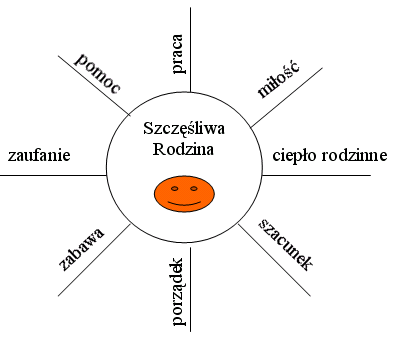 praca
pomoc
miłość
Szczęśliwa
Rodzina
zaufanie
ciepło rodzinne
zabawa
szacunek
porządek